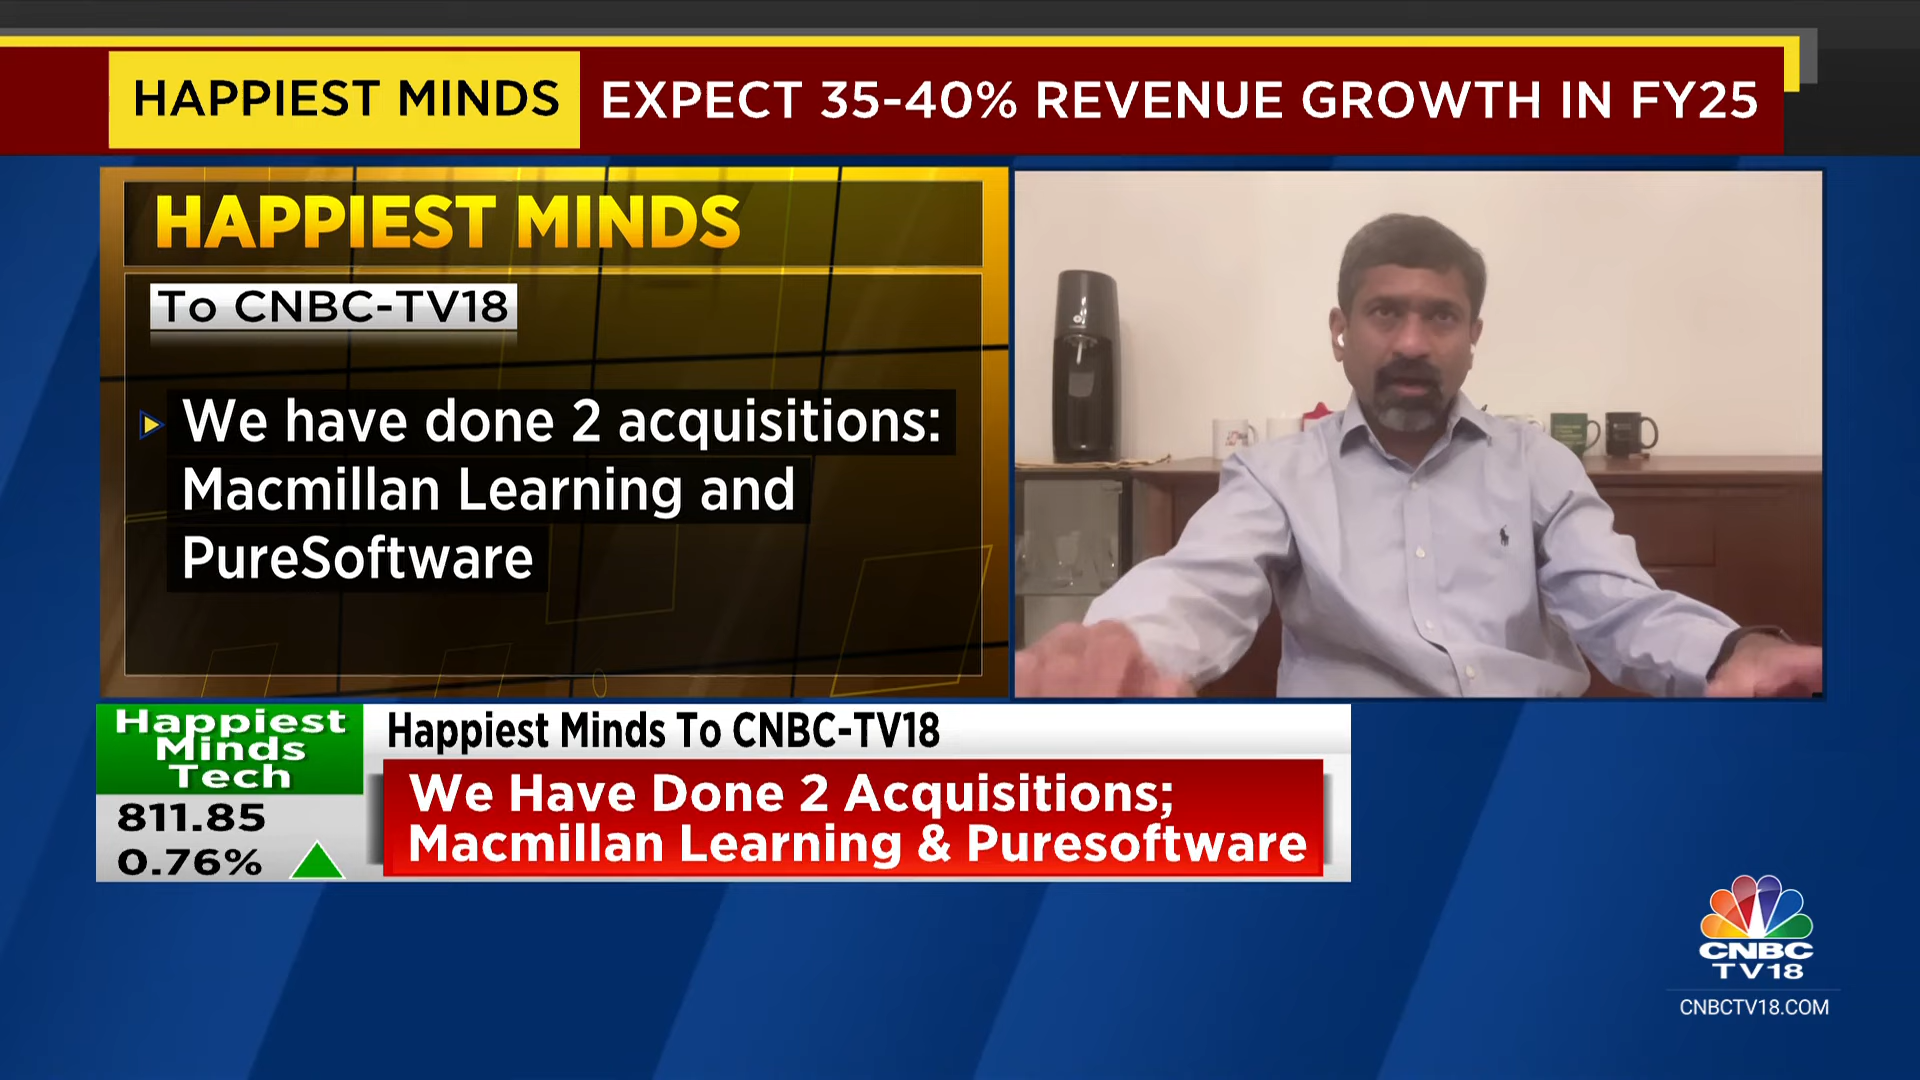 HAPPIEST MINDS
EXPECT 35-40% REVENUE GROWTH IN FY25
HAPPIEST MINDS
To CNBC-TV18
We have done 2 acquisitions:
Macmillan Learning and
PureSoftware
Happiest
Minds
Tech
811.85
0.76%
Happiest Minds To CNBC-TV18
We Have Done 2 Acquisitions;
Macmillan Learning & Puresoftware
CNBC
TV18
CNBCTV18.COM